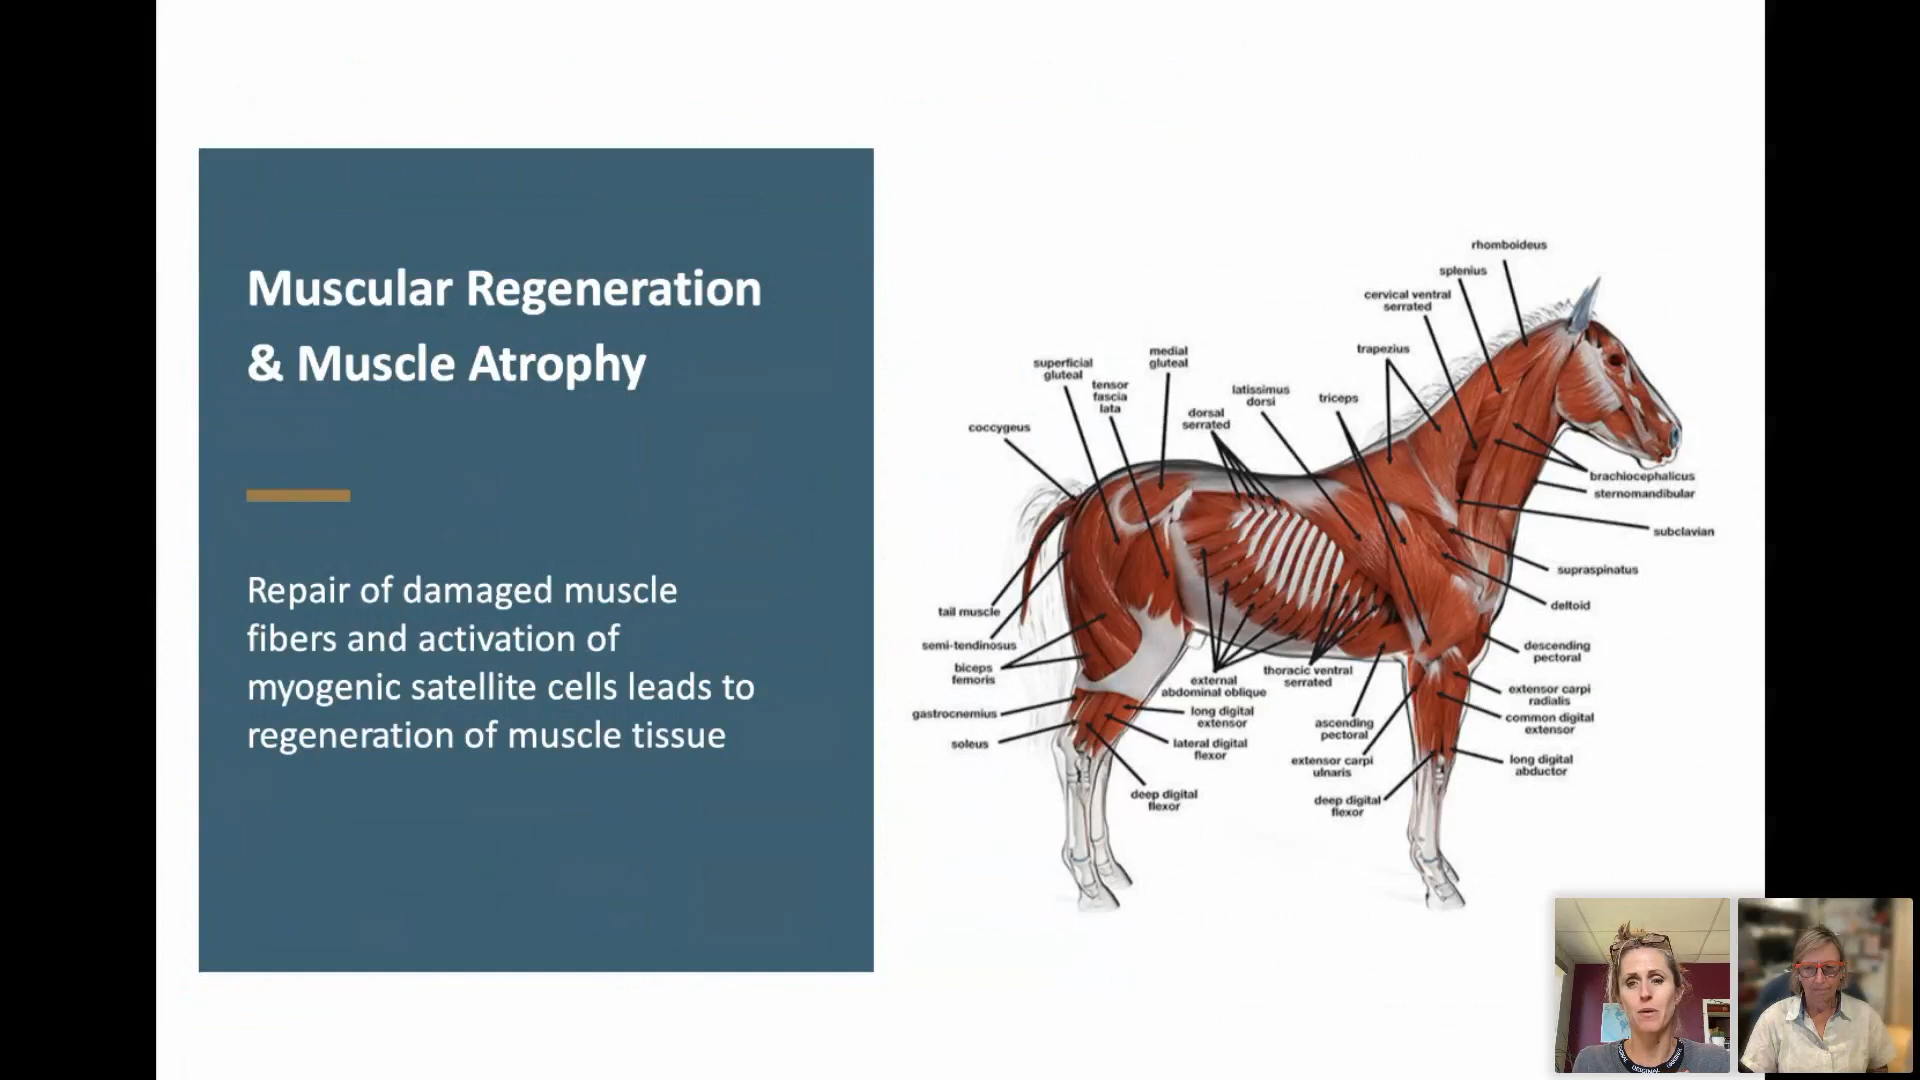 Muscular Regeneration
& Muscle Atrophy
Repair of damaged muscle
fibers and activation of
myogenic satellite cells leads to
regeneration of muscle tissue
rhomboideus
splenius
cervical ventral
serrated
trapezius
medial
gluteal
superficial
gluteal
tensor
fascia
lata
latissimus
dorsi
triceps
dorsal
serrated
coccygeus
brachiocephalicus
sternomandibular
subclavian
supraspinatus
deltoid
tail muscle
semi-tendinosus
biceps
femoris
descending
pectoral
external
abdominal oblique
thoracic ventral
serrated
extensor carpi
radialis
gastrocnemius
long digital
extensor
ascending
pectoral
common digital
extensor
soleus
lateral digital
flexor
extensor carpi
ulnaris
long digital
abductor
deep digital
flexor
deep digital
flexor
ORIGINAL